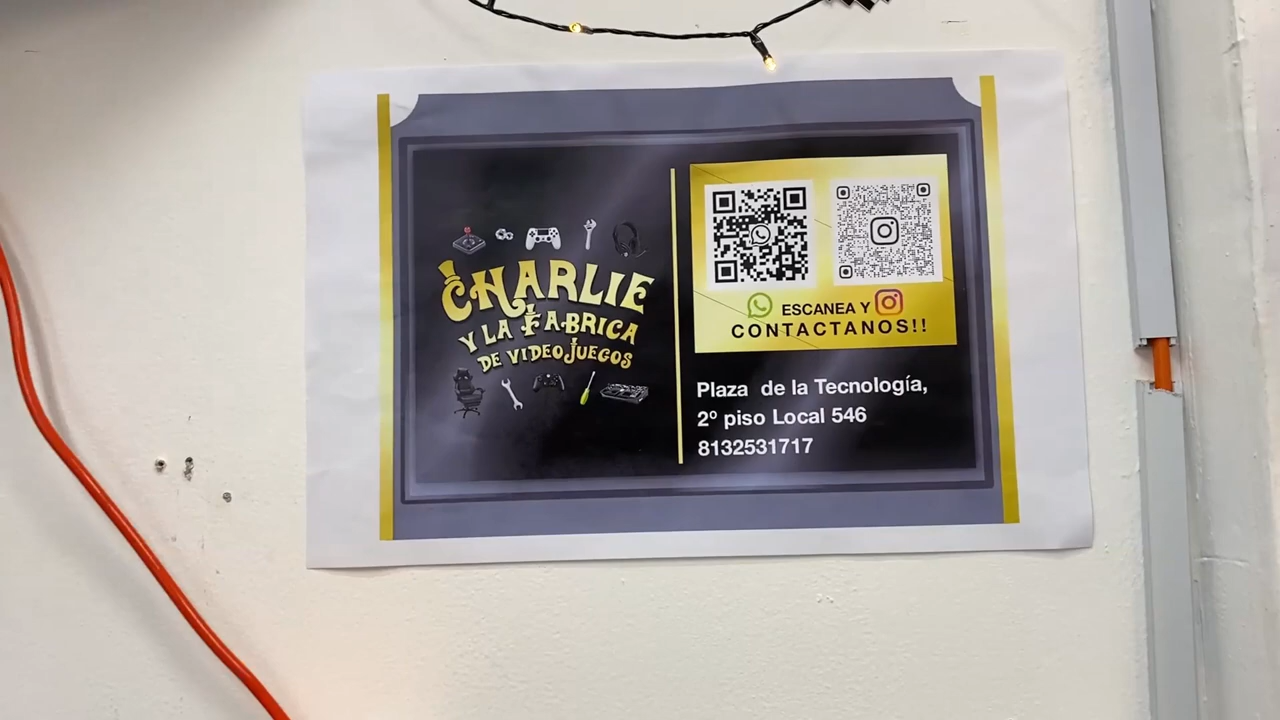 CHARLIE
Y LA FABRICA
DE VIDEOJUEGOS
ESCANEA Y
CONTACTANOS!!
Plaza de la Tecnología,
2º piso Local 546
8132531717